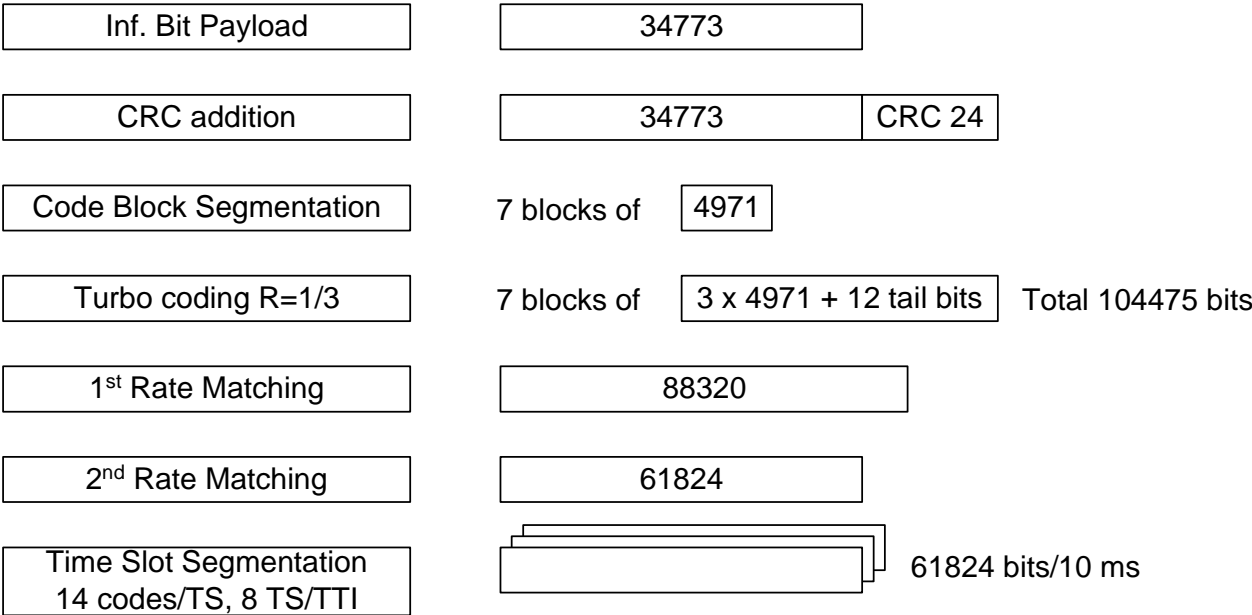 Inf. Bit Payload 34773
CRC addition 34773 CRC 24
Code Block Segmentation 7 blocks of 4971
Turbo coding R=1/3 7 blocks of 3 x 4971 + 12 tail bits Total 104475 bits
1st Rate Matching 88320
2nd Rate Matching 61824
Time Slot Segmentation
14 codes/TS, 8 TS/TTI
61824 bits/10 ms